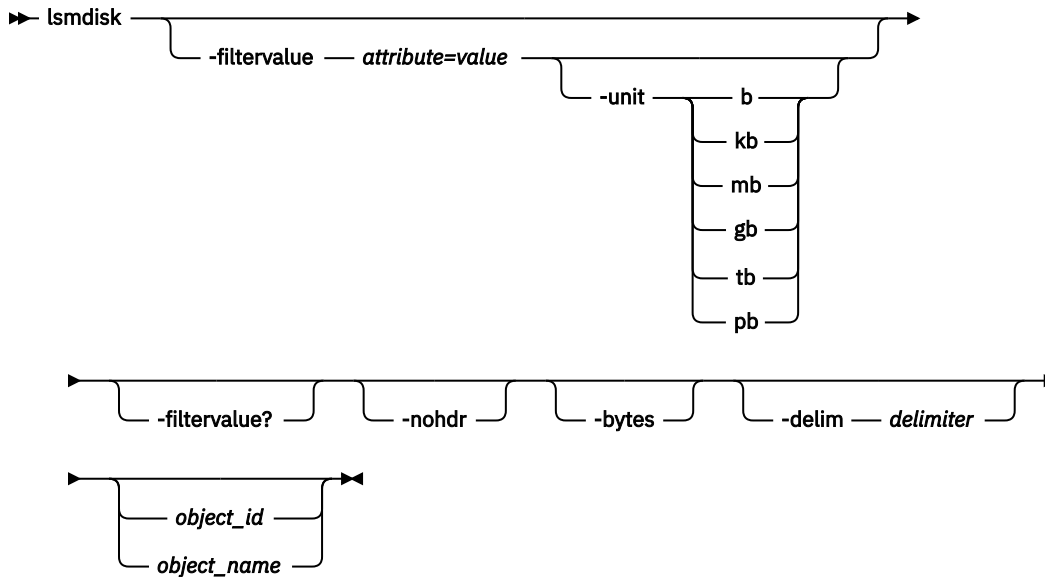 lsmdisk
-filtervalue attribute=value
-unit b
kb
mb
gb
tb
pb
-filtervalue? -nohdr -bytes -delim delimiter
object_id
object_name